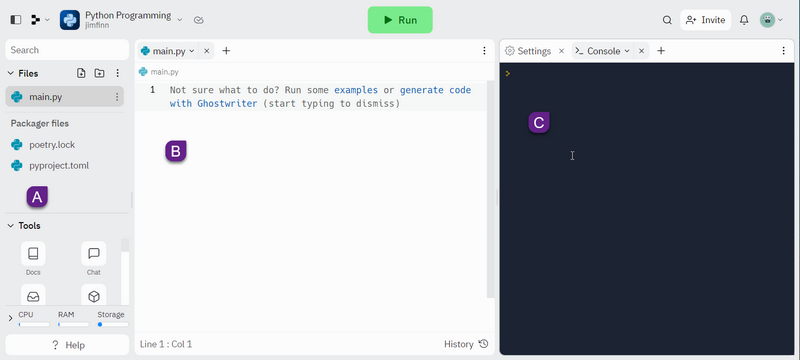 Python Programming
jimfinn
Run
Invite
Search
Files
main.py
Packager files
poetry.lock
pyproject.toml
A
Tools
Docs
Chat
CPU
RAM
Storage
? Help
main.py
main.py
1 Not sure what to do? Run some examples or generate code
with Ghostwriter (start typing to dismiss)
B
Line 1 : Col 1
History
Settings
>_ Console
>
C